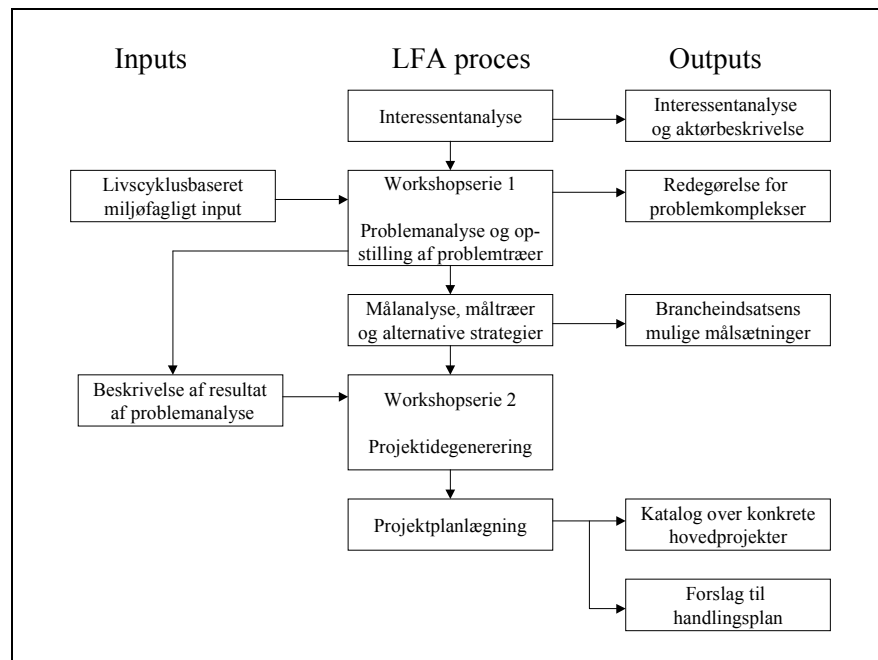 Inputs
LFA proces
Outputs
Interessentanalyse
Interessentanalyse
og aktørbeskrivelse
Livscyklusbaseret
miljøfagligt input
Workshopserie 1
Problemanalyse og op-
stilling af problemtræer
Redegørelse for
problemkomplekser
Målanalyse, måltræer
og alternative strategier
Brancheindsatsens
mulige målsætninger
Beskrivelse af resultat
af problemanalyse
Workshopserie 2
Projektidegenerering
Projektplanlægning
Katalog over konkrete
hovedprojekter
Forslag til
handlingsplan